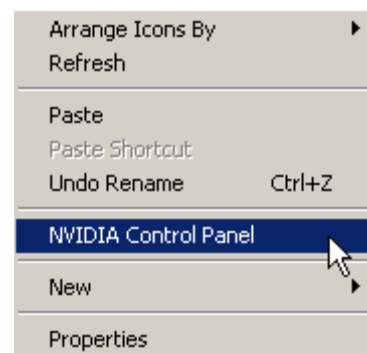 Arrange Icons By
Refresh
Paste
Paste Shortcut
Undo Rename Ctrl+Z
NVIDIA Control Panel
New
Properties